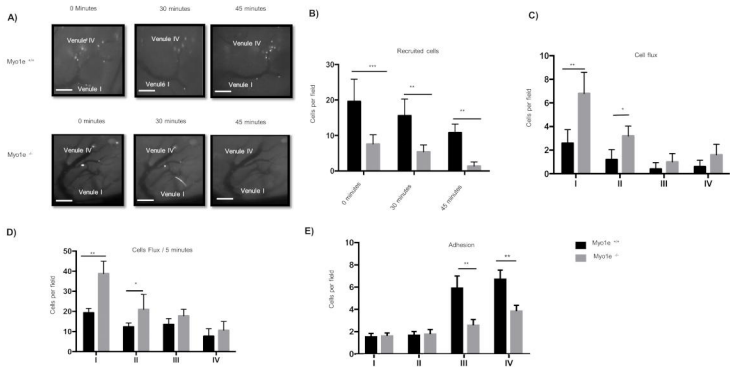 A)
0 Minutes 30 minutes 45 minutes
Myo1e +/+
Venule IV Venule IV Venule IV
Venule I Venule I Venule I
0 minutes 30 minutes 45 minutes
Myo1e -/-
Venule IV Venule IV Venule IV
Venule I Venule I Venule I
B)
Recruited cells
Cells per field
30
20
10
0
*** ** **
0 minutes 30 minutes 45 minutes
C)
Cell flux
Cells per field
10
8
6
4
2
0
** *
I II III IV
D)
Cells Flux / 5 minutes
Cells per field
50
40
30
20
10
0
** *
I II III IV
E)
Adhesion
Cells per field
10
8
6
4
2
0
** **
I II III IV
Myo1e +/+
Myo1e -/-